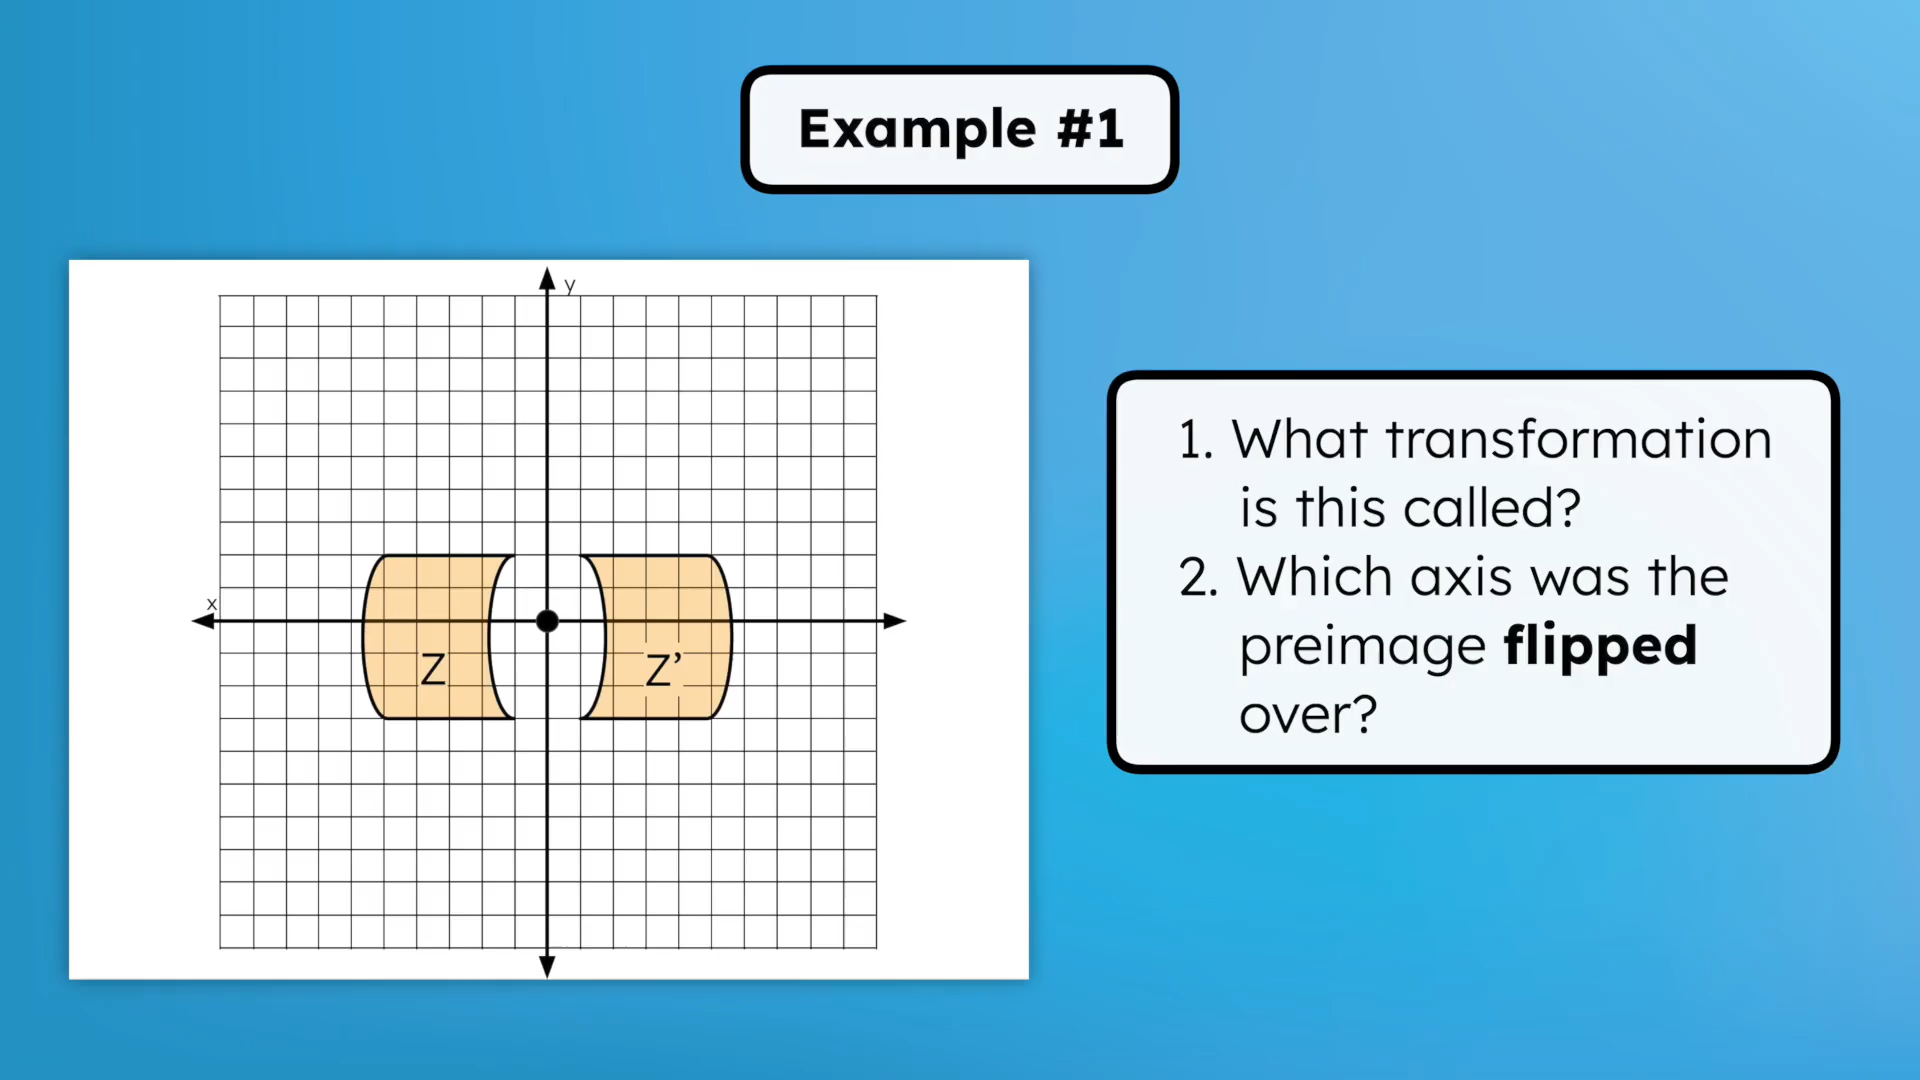 Example #1
y
x
Z
Z’
1. What transformation
is this called?
2. Which axis was the
preimage flipped
over?